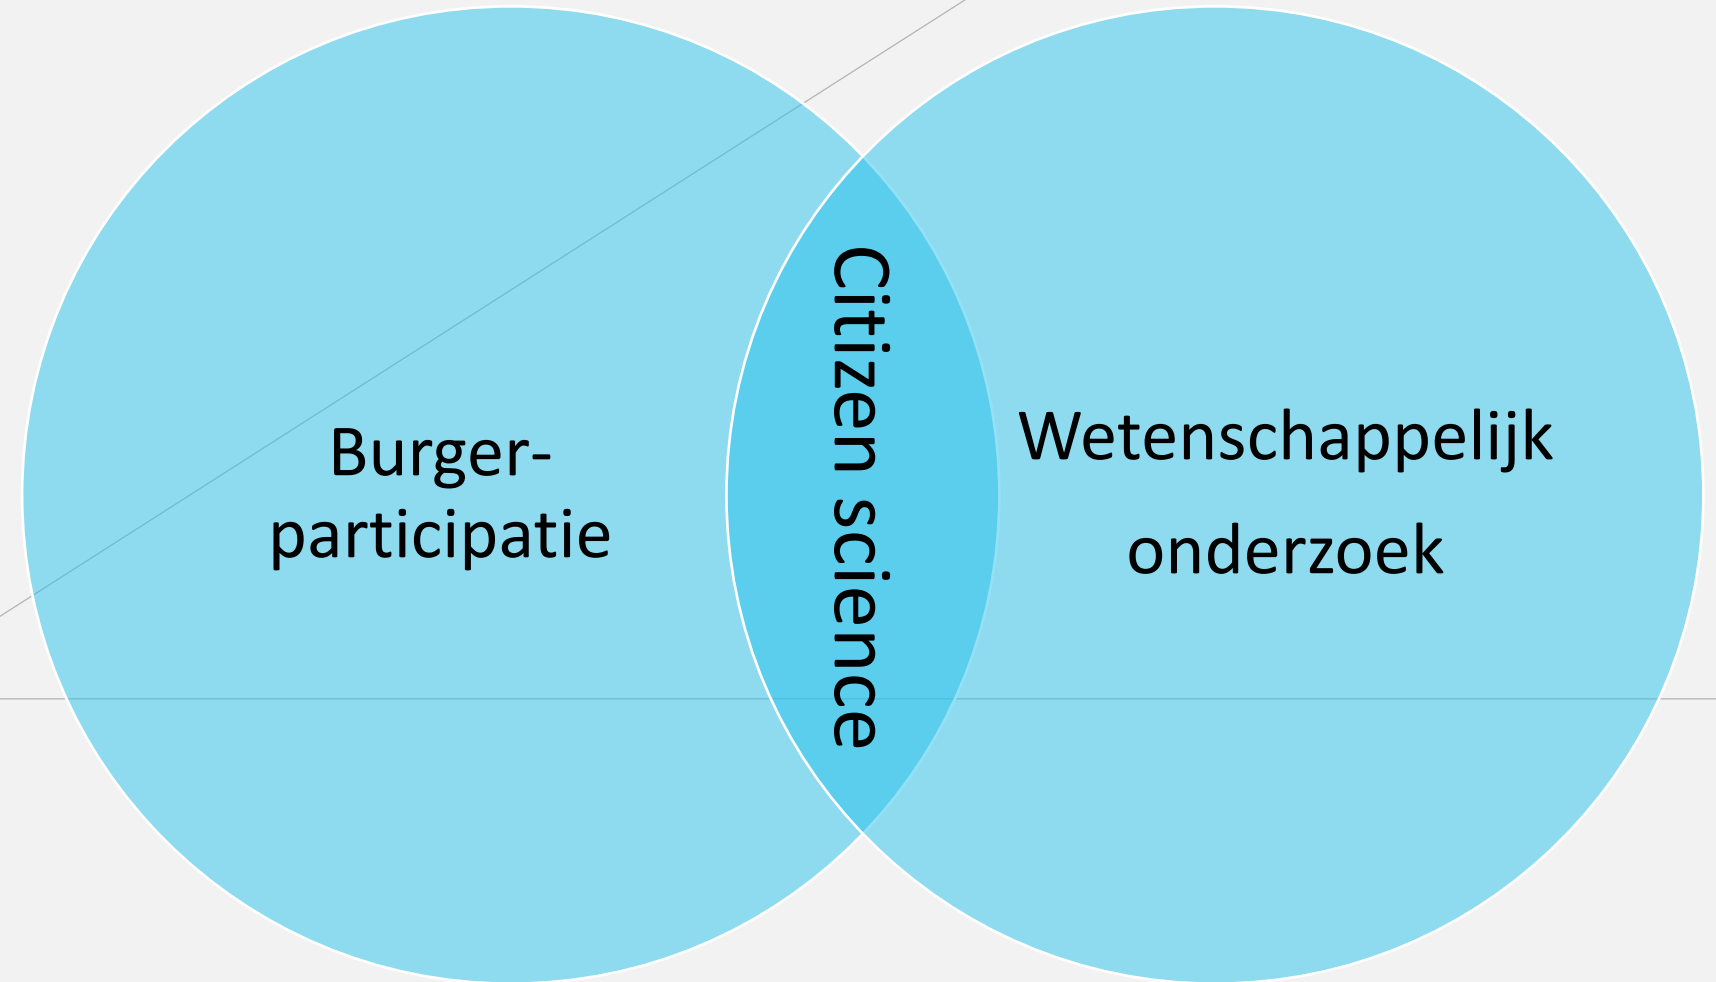 Burger-
participatie
Citizen science
Wetenschappelijk
onderzoek